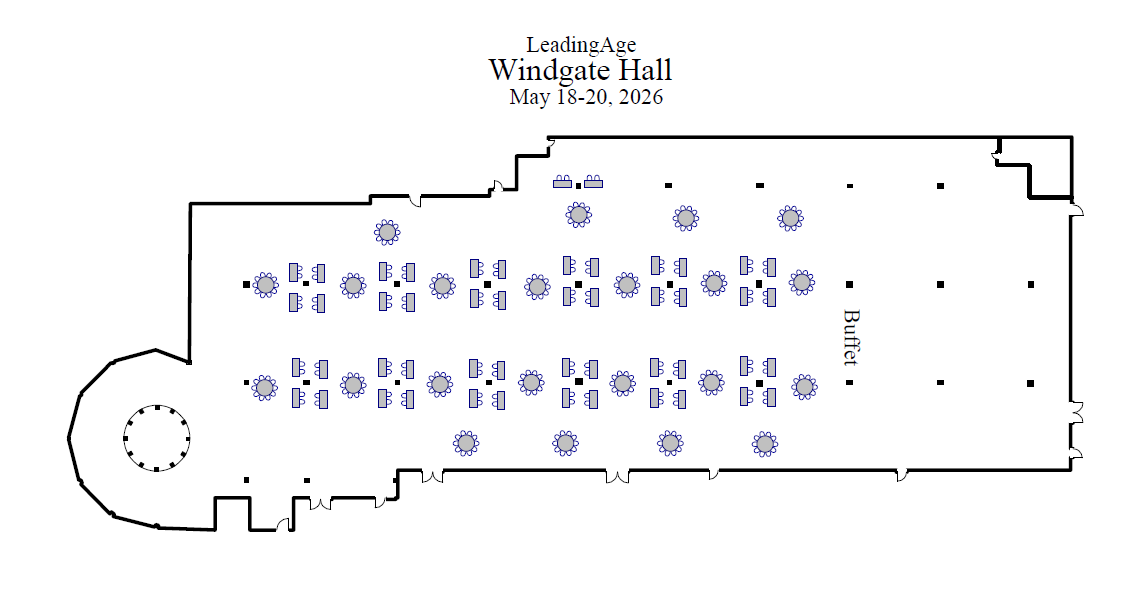 LeadingAge
Windgate Hall
May 18-20, 2026
Buffet